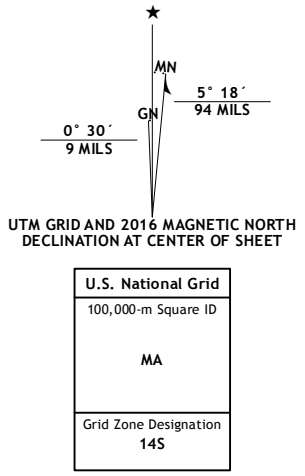 ★
MN
GN
5° 18´
94 MILS
0° 30´
9 MILS
UTM GRID AND 2016 MAGNETIC NORTH
DECLINATION AT CENTER OF SHEET
U.S. National Grid
100,000-m Square ID
MA
Grid Zone Designation
14S